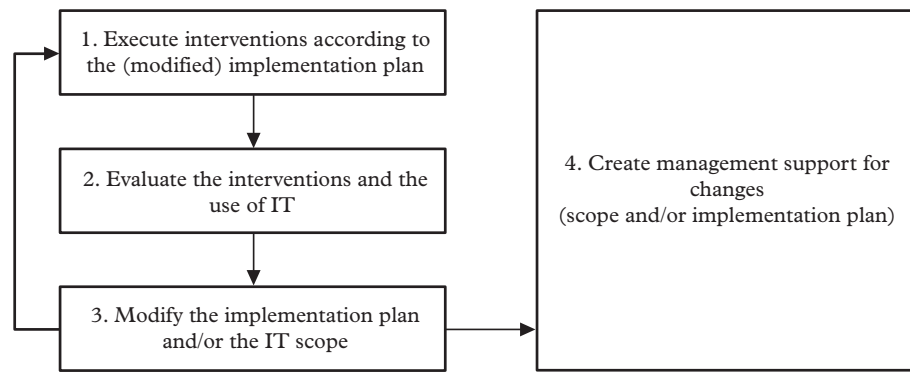 1. Execute interventions according to
the (modified) implementation plan
2. Evaluate the interventions and the
use of IT
3. Modify the implementation plan
and/or the IT scope
4. Create management support for
changes
(scope and/or implementation plan)